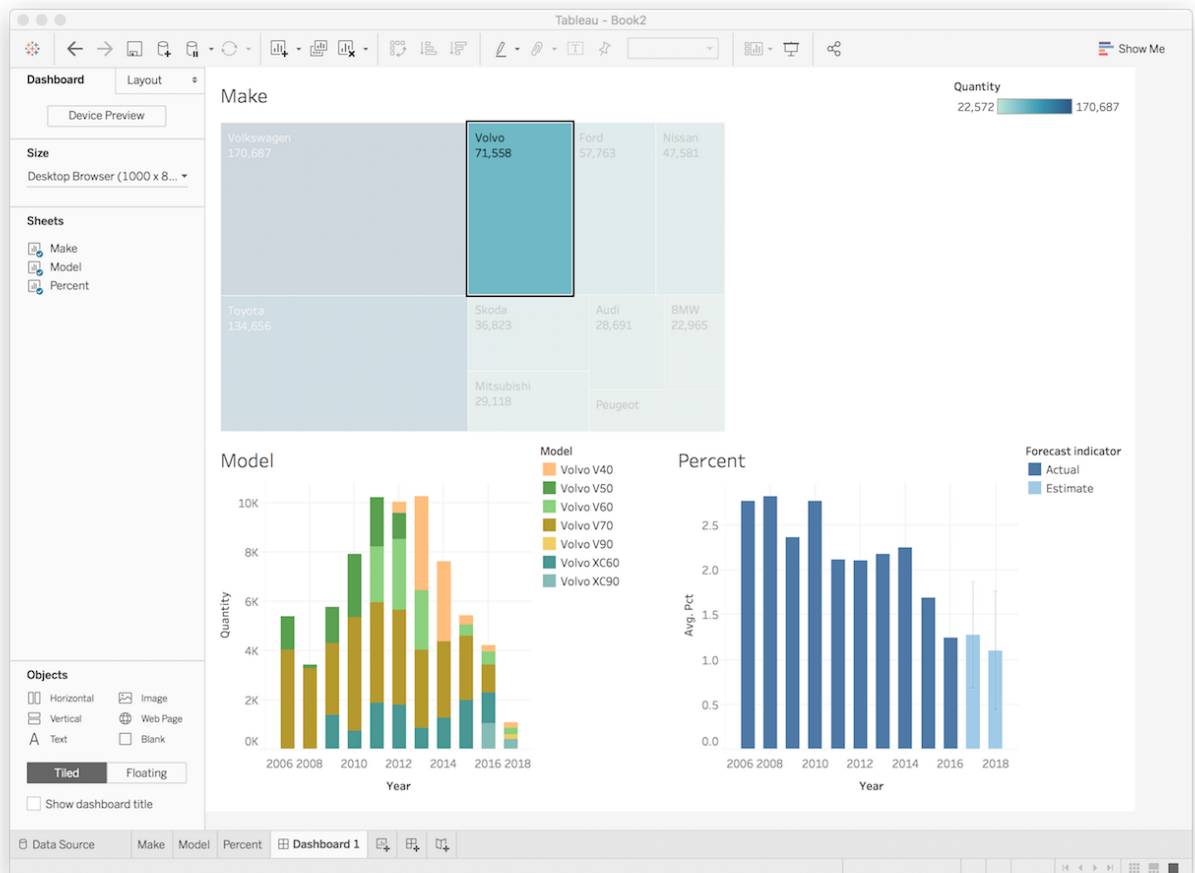 Tableau - Book2
Show Me
Dashboard
Layout
Device Preview
Size
Desktop Browser (1000 x 8...
Sheets
Make
Model
Percent
Objects
Horizontal
Image
Vertical
Web Page
Text
Blank
Tiled
Floating
Show dashboard title
Make
Quantity
22,572
170,687
Volkswagen
170,687
Volvo
71,558
Ford
57,763
Nissan
47,581
Toyota
134,656
Skoda
36,823
Audi
28,691
BMW
22,965
Mitsubishi
29,118
Peugeot
Model
Quantity
10K
8K
6K
4K
2K
0K
2006 2008 2010 2012 2014 2016 2018
Year
Model
Volvo V40
Volvo V50
Volvo V60
Volvo V70
Volvo V90
Volvo XC60
Volvo XC90
Percent
Avg. Pct
2.5
2.0
1.5
1.0
0.5
0.0
2006 2008 2010 2012 2014 2016 2018
Year
Forecast indicator
Actual
Estimate
Data Source
Make
Model
Percent
Dashboard 1